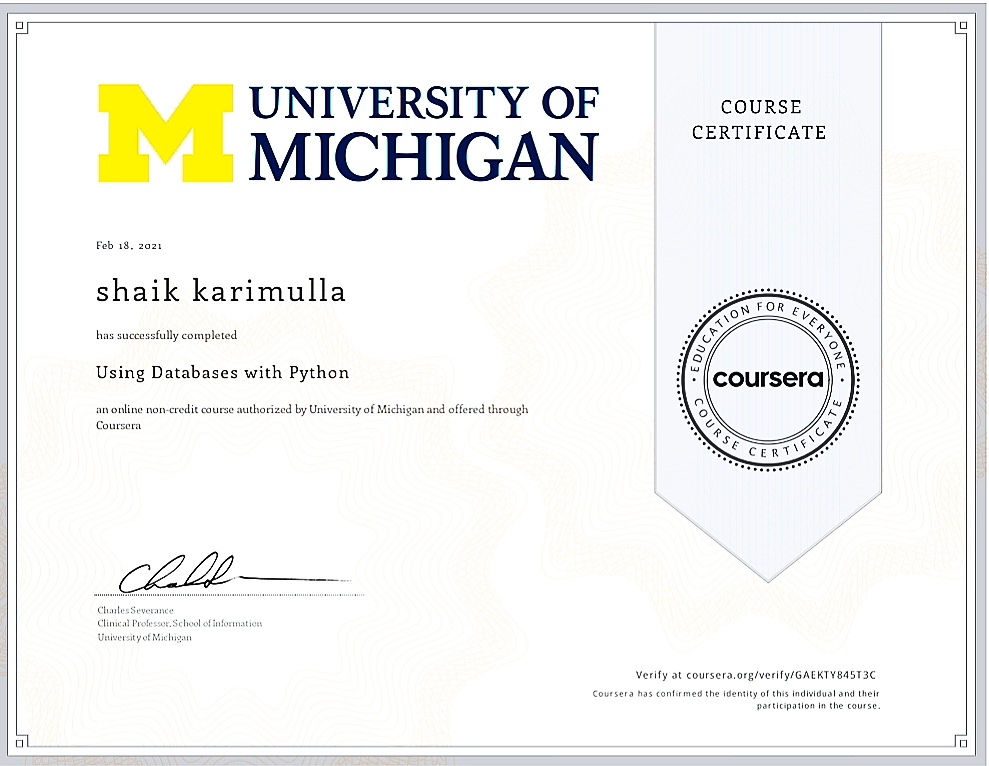 UNIVERSITY OF
MICHIGAN
COURSE
CERTIFICATE
Feb 18, 2021
shaik karimulla
has successfully completed
Using Databases with Python
an online non-credit course authorized by University of Michigan and offered through
Coursera
EDUCATION FOR EVERYONE
coursera
COURSE CERTIFICATE
Charles Severance
Clinical Professor, School of Information
University of Michigan
Verify at coursera.org/verify/GAEKTY845T3C
Coursera has confirmed the identity of this individual and their
participation in the course.